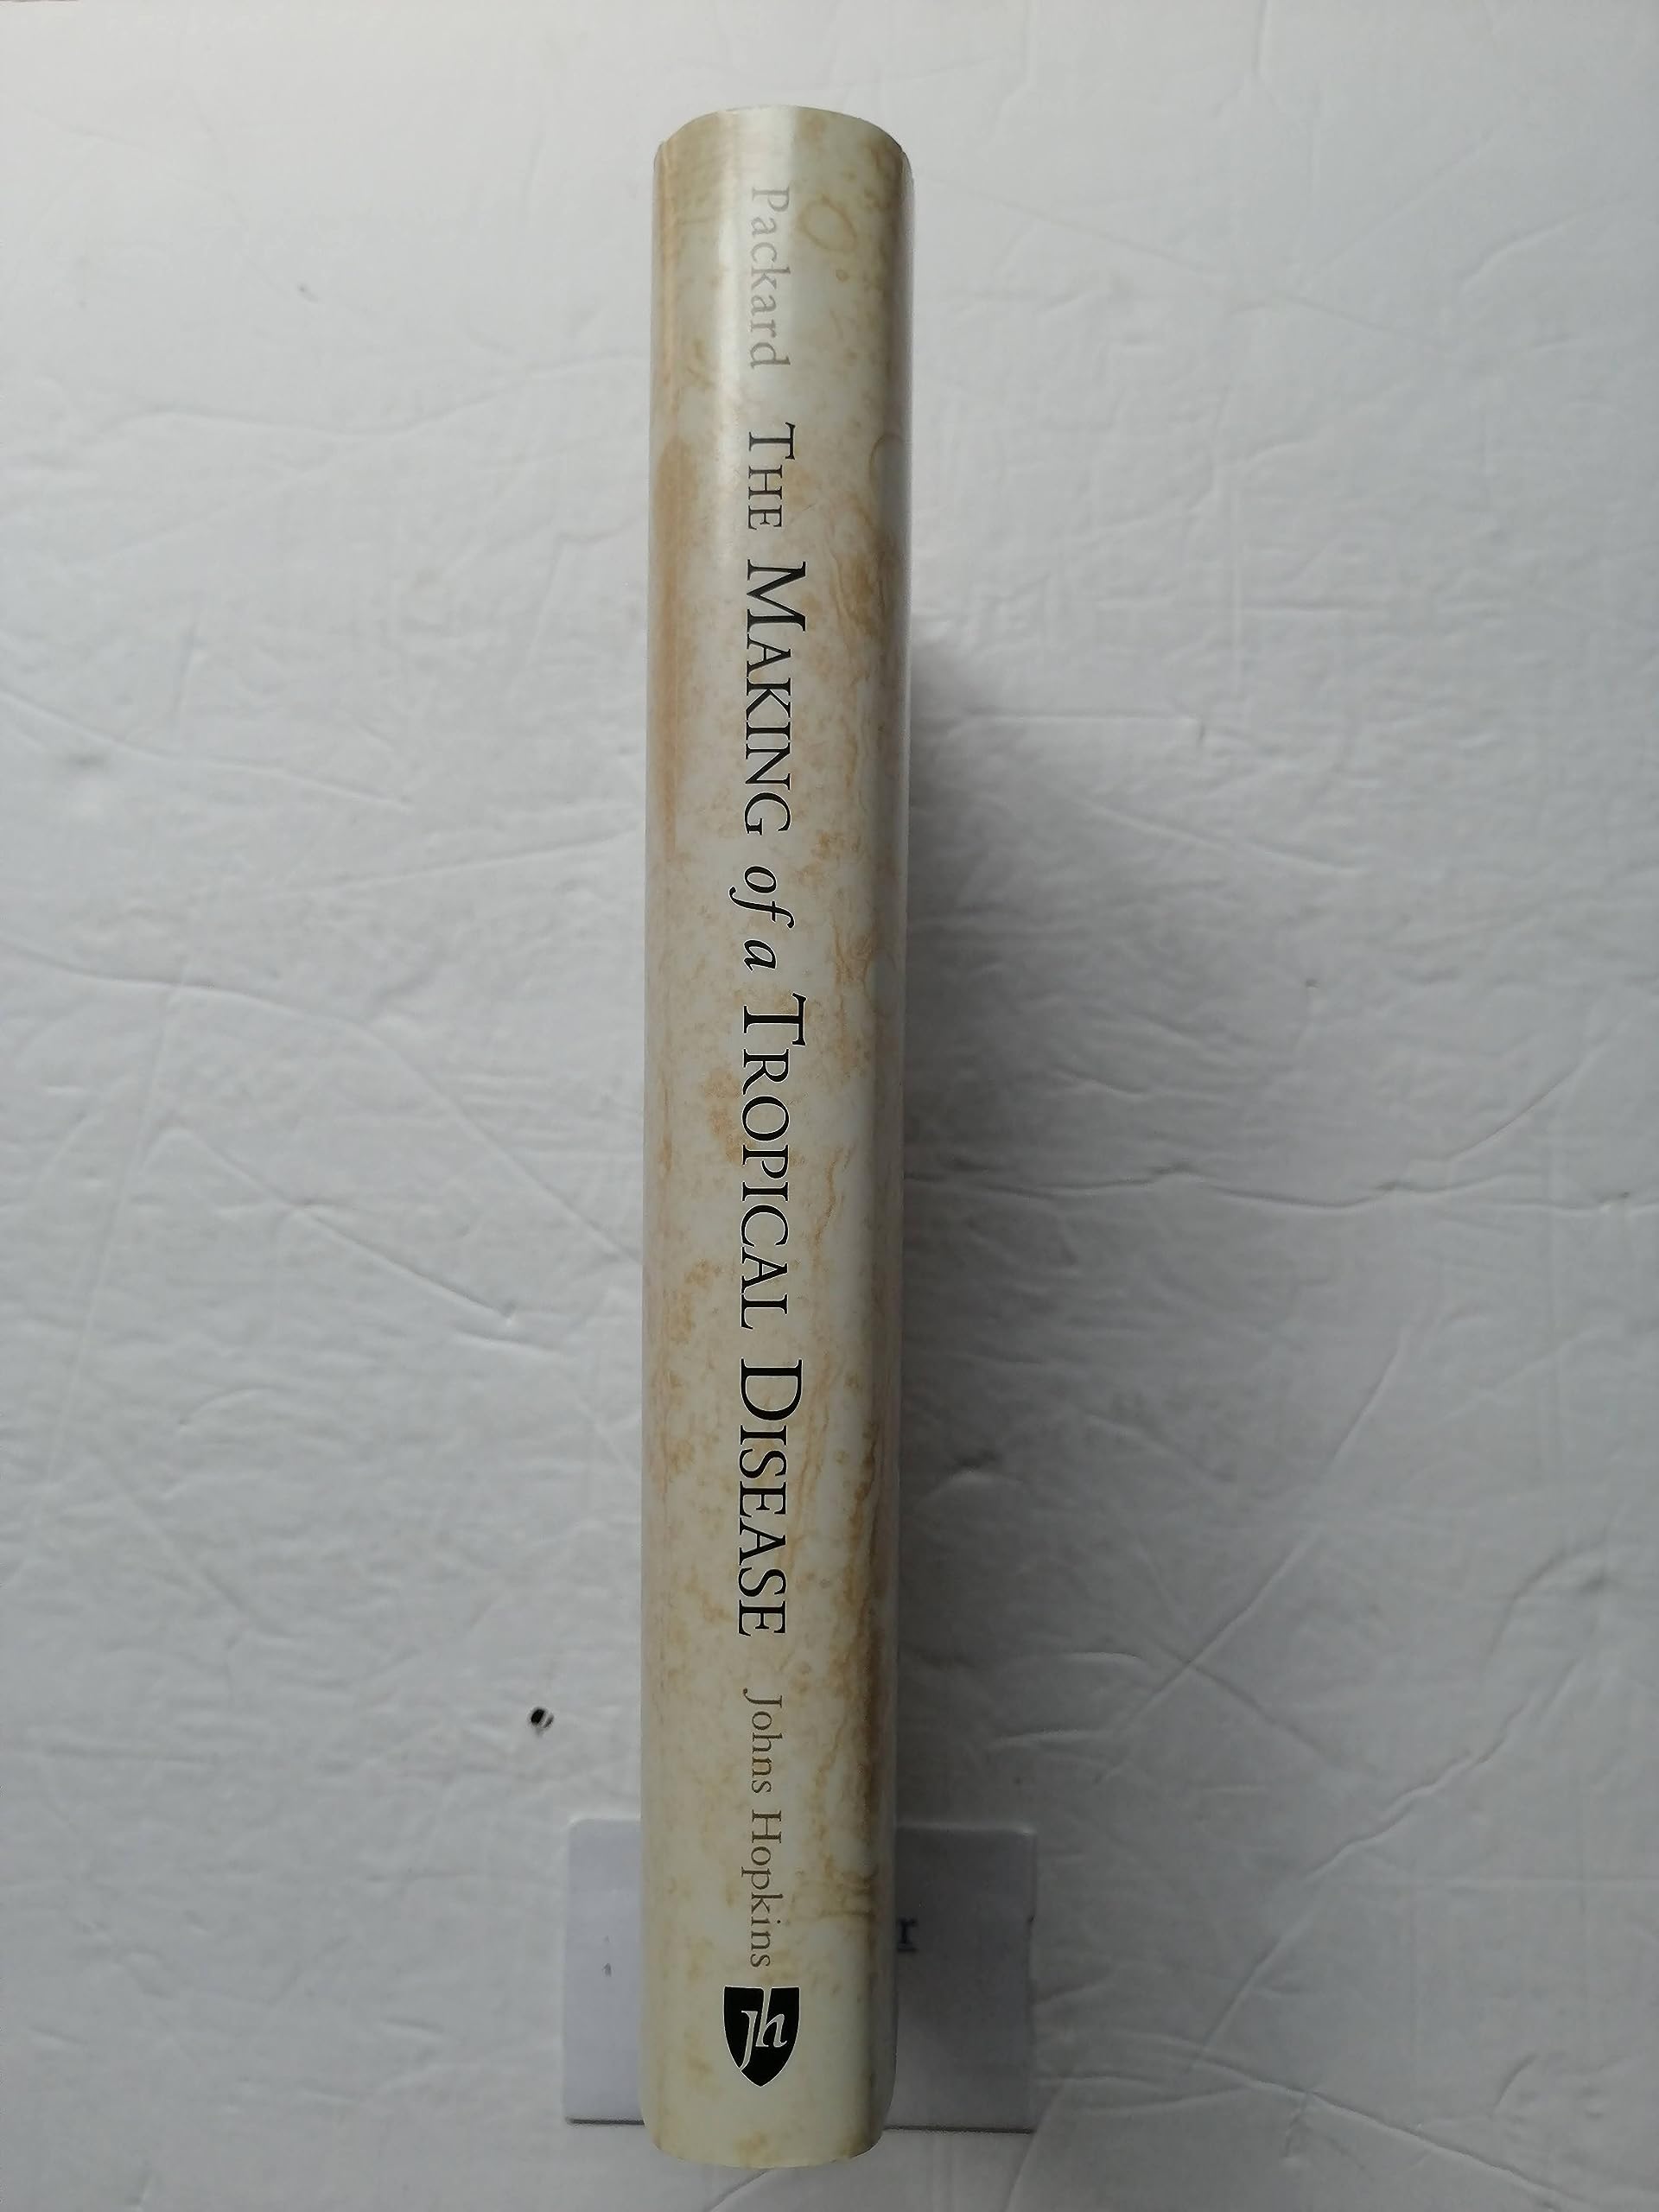 Packard THE MAKING of a TROPICAL DISEASE Johns Hopkins
jh
r